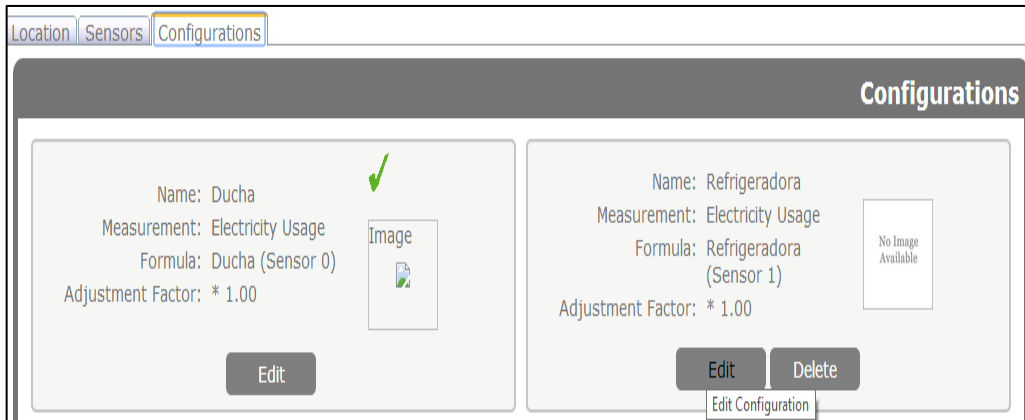 Location Sensors Configurations
Configurations
Name: Ducha
Measurement: Electricity Usage
Formula: Ducha (Sensor 0)
Adjustment Factor: * 1.00
Image
Edit
Name: Refrigeradora
Measurement: Electricity Usage
Formula: Refrigeradora
(Sensor 1)
Adjustment Factor: * 1.00
No Image
Available
Edit Delete
Edit Configuration